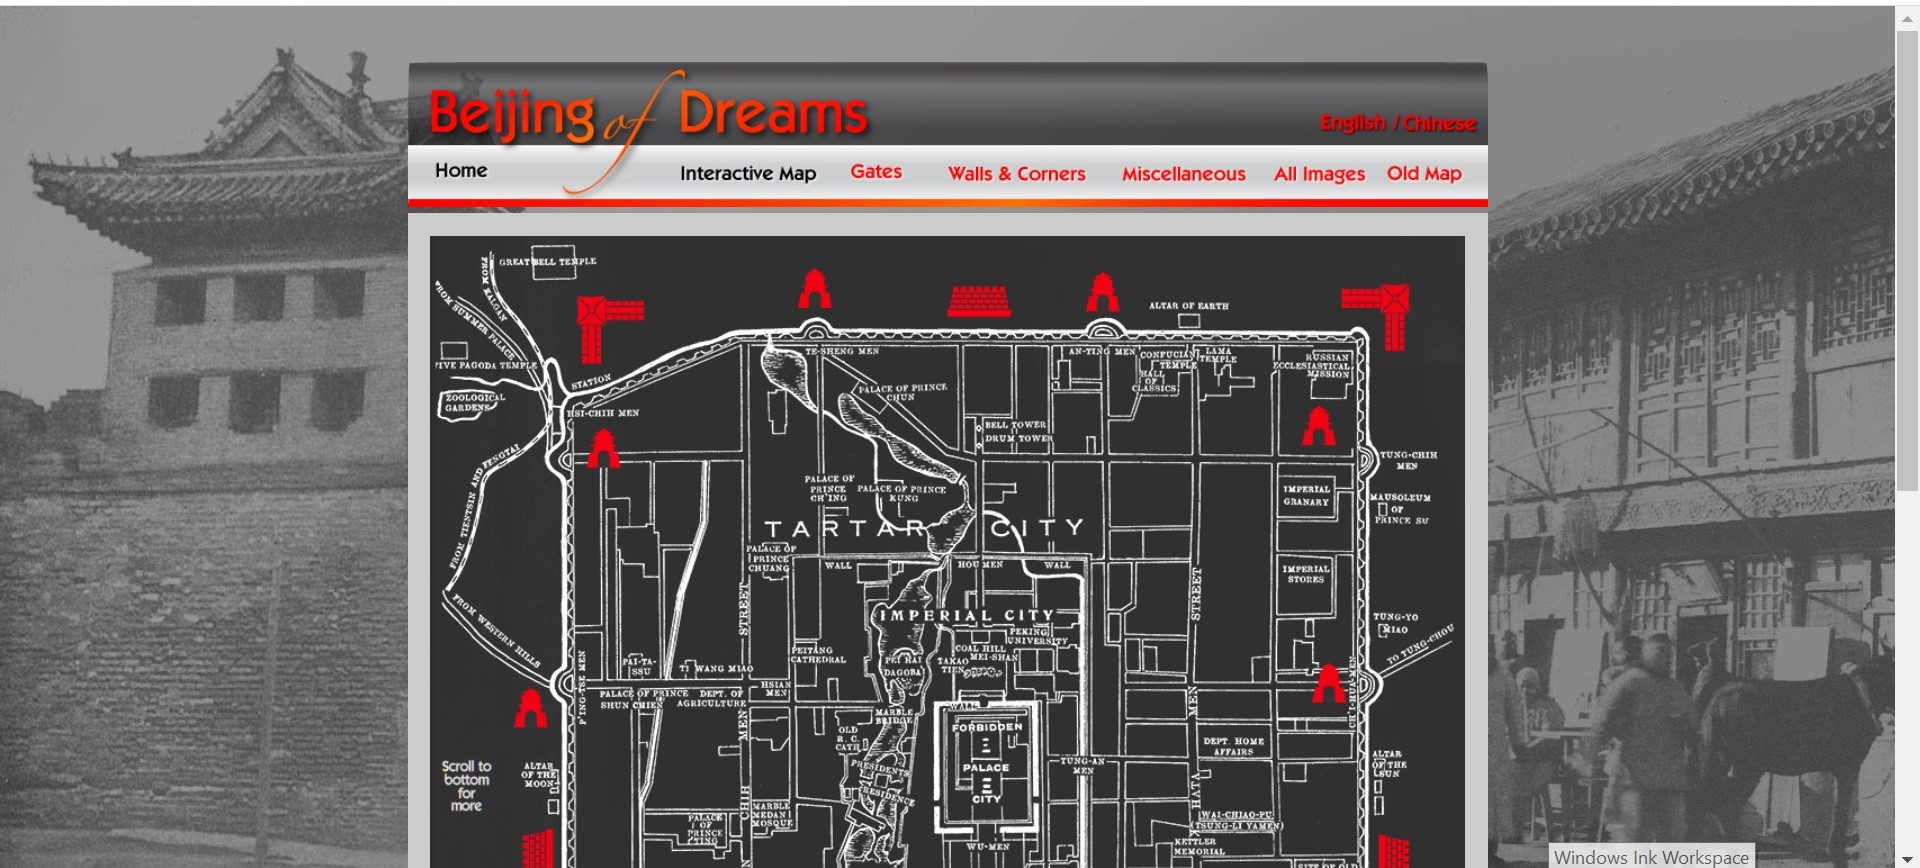 Beijing of Dreams
English / Chinese
Home
Interactive Map
Gates
Walls & Corners
Miscellaneous
All Images
Old Map
GREAT BELL TEMPLE
FROM KALGAN
FROM SUMMER PALACE
ALTAR OF EARTH
FIVE PAGODA TEMPLE
STATION
TE-SHENG MEN
AN-TING MEN
CONFUCIAN
TEMPLE
LAMA
TEMPLE
RUSSIAN
ECCLESIASTICAL
MISSION
HALL
OF
CLASSICS
PALACE OF PRINCE
CHUN
ZOOLOGICAL
GARDENS
HSI-CHIH MEN
BELL TOWER
DRUM TOWER
FROM TIENTSIN AND FENGTAI
TUNG-CHIH
MEN
PALACE OF
PRINCE
CH'ING
PALACE OF PRINCE
KUNG
IMPERIAL
GRANARY
MAUSOLEUM
OF
PRINCE SU
TARTAR CITY
PALACE OF
PRINCE
CHUANG
WALL
HOU MEN
WALL
IMPERIAL
STORES
STREET
STREET
FROM WESTERN HILLS
IMPERIAL CITY
PEKING
UNIVERSITY
TUNG-YO
MIAO
TO TUNG-CHOU
COAL HILL
MEI-SHAN
PEITANG
CATHEDRAL
PEI HAI
DAGOBA
TAKAO
TIEN
PAI-TA-
SSU
TI WANG MIAO
P'ING-TSE MEN
HSIAN
MEN
CH'I-HUA-MEN
PALACE OF PRINCE
SHUN CHIEN
DEPT. OF
AGRICULTURE
MARBLE
BRIDGE
WALL
MEN
MEN
OLD
R. C.
CATH
FORBIDDEN
PALACE
CITY
DEPT. HOME
AFFAIRS
Scroll to
bottom
for
more
ALTAR
OF THE
MOON
PRESIDENTS
RESIDENCE
TUNG-AN
MEN
ALTAR
OF THE
SUN
CHIH
HATA
MARBLE
MEDAN
MOSQUE
PALACE
OF
PRINCE
TING
WAI-CHIAO-PU
(TSUNG-LI YAMEN)
WU-MEN
KETTLER
MEMORIAL
SITE OF OLD
Windows Ink Workspace